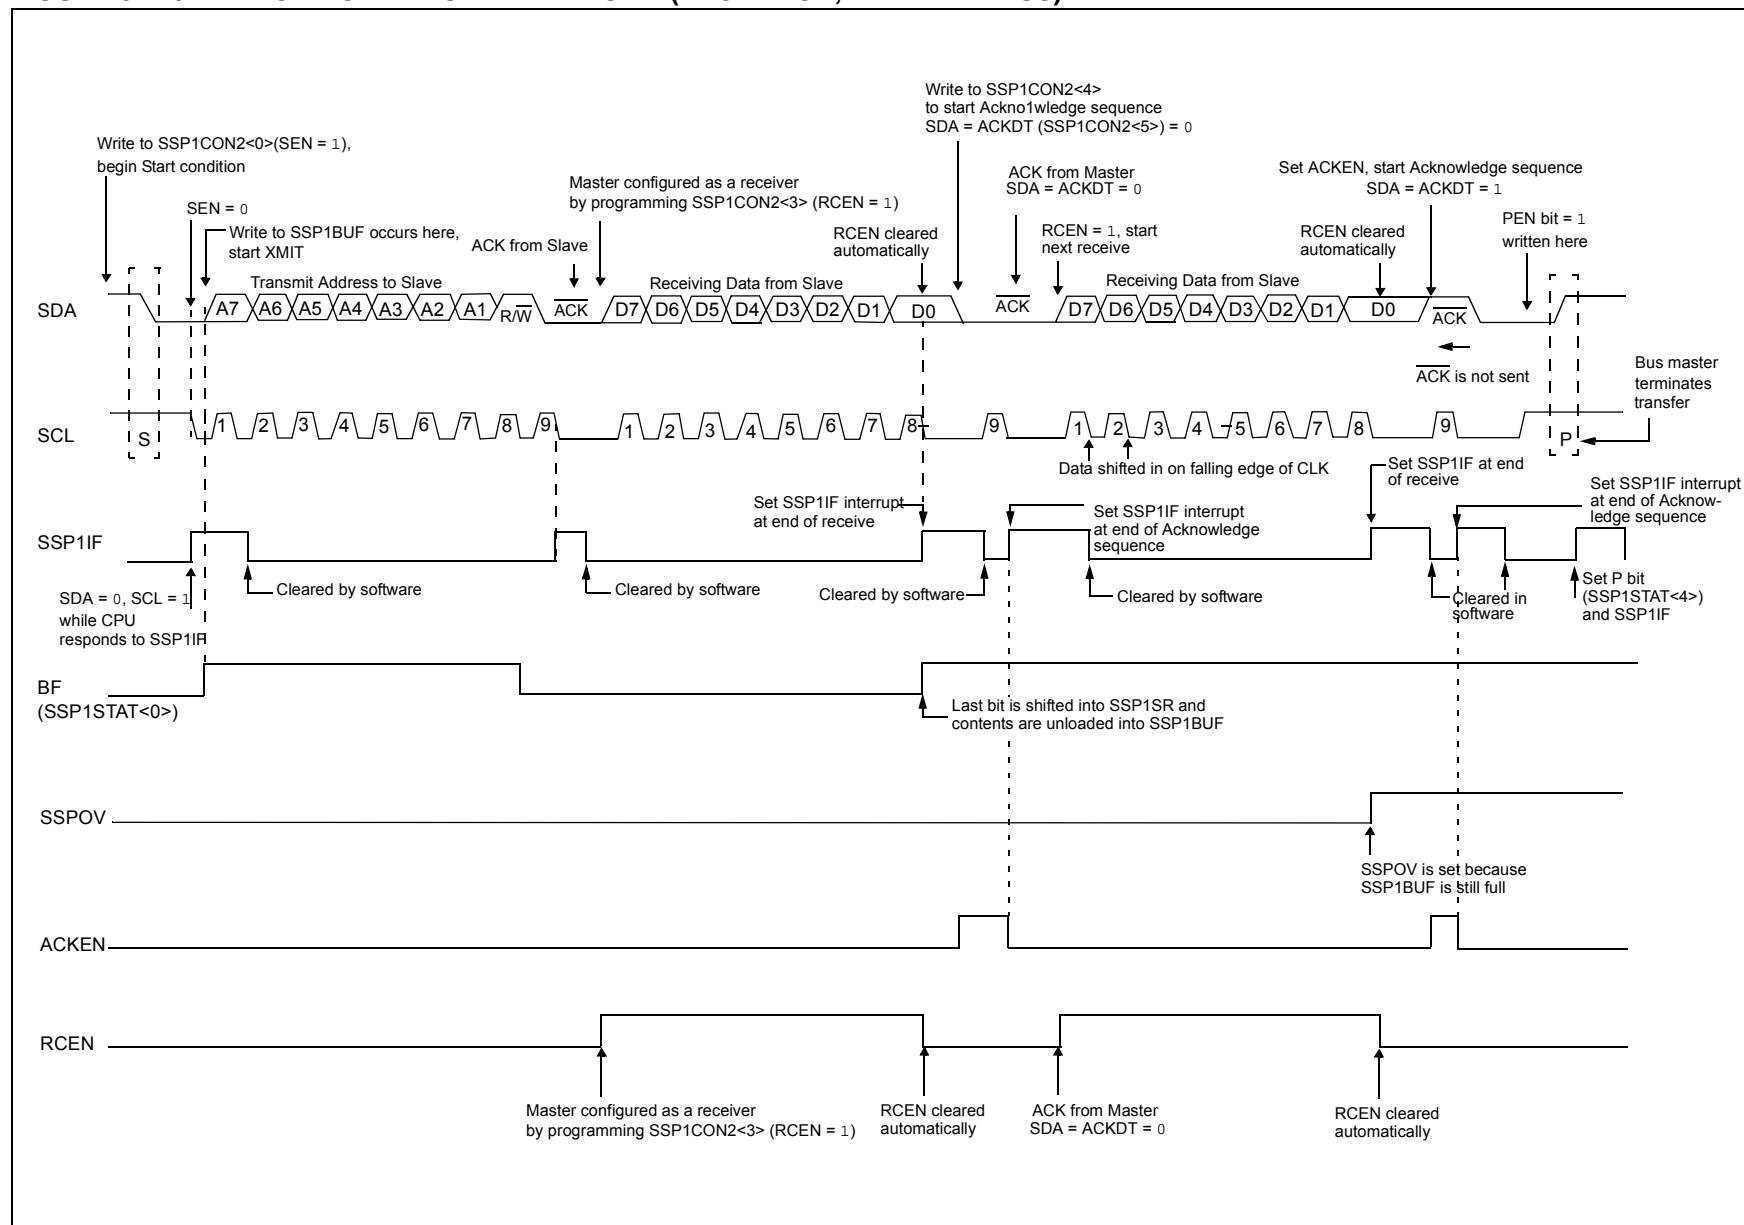 Write to SSP1CON2<4>
to start Ackno1wledge sequence
SDA = ACKDT (SSP1CON2<5>) = 0
Write to SSP1CON2<0>(SEN = 1),
begin Start condition
Master configured as a receiver
by programming SSP1CON2<3> (RCEN = 1)
ACK from Master
SDA = ACKDT = 0
Set ACKEN, start Acknowledge sequence
SDA = ACKDT = 1
SEN = 0
Write to SSP1BUF occurs here,
start XMIT
ACK from Slave
RCEN cleared
automatically
RCEN = 1, start
next receive
RCEN cleared
automatically
PEN bit = 1
written here
Transmit Address to Slave
Receiving Data from Slave
Receiving Data from Slave
SDA
A7 A6 A5 A4 A3 A2 A1 R/W ACK D7 D6 D5 D4 D3 D2 D1 D0 ACK D7 D6 D5 D4 D3 D2 D1 D0 ACK
ACK is not sent
Bus master
terminates
transfer
SCL
S 1 2 3 4 5 6 7 8 9 1 2 3 4 5 6 7 8 9 1 2 3 4 5 6 7 8 9 P
Data shifted in on falling edge of CLK
Set SSP1IF at end
of receive
Set SSP1IF interrupt
at end of receive
Set SSP1IF interrupt
at end of Acknowledge
sequence
Set SSP1IF interrupt
at end of Acknow-
ledge sequence
SSP1IF
Cleared by software
Cleared by software
Cleared by software
Cleared by software
Cleared in
software
Set P bit
(SSP1STAT<4>)
and SSP1IF
SDA = 0, SCL = 1
while CPU
responds to SSP1IF
BF
(SSP1STAT<0>)
Last bit is shifted into SSP1SR and
contents are unloaded into SSP1BUF
SSPOV
SSPOV is set because
SSP1BUF is still full
ACKEN
RCEN
Master configured as a receiver
by programming SSP1CON2<3> (RCEN = 1)
RCEN cleared
automatically
ACK from Master
SDA = ACKDT = 0
RCEN cleared
automatically